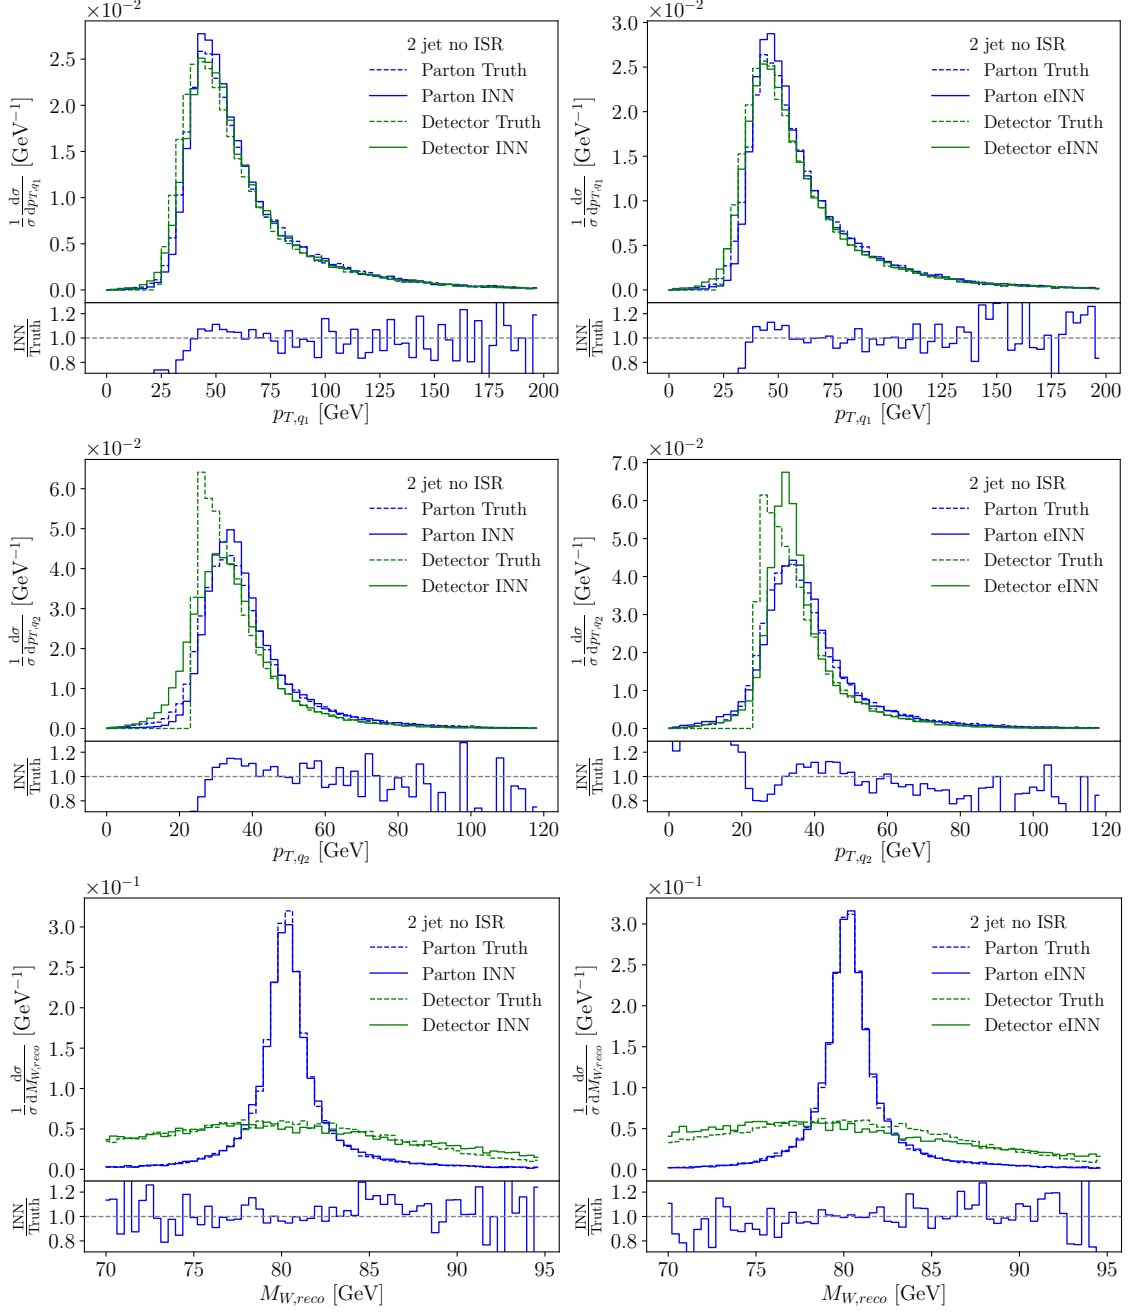 ×10⁻²
2 jet no ISR
Parton Truth
Parton INN
Detector Truth
Detector INN
2.5
2.0
1.5
1.0
0.5
0.0
1/σ dσ/dp_{T,q₁} [GeV⁻¹]
1.2
1.0
0.8
INN/Truth
0 25 50 75 100 125 150 175 200
p_{T,q₁} [GeV]
×10⁻²
2 jet no ISR
Parton Truth
Parton eINN
Detector Truth
Detector eINN
3.0
2.5
2.0
1.5
1.0
0.5
0.0
1/σ dσ/dp_{T,q₁} [GeV⁻¹]
1.2
1.0
0.8
INN/Truth
0 25 50 75 100 125 150 175 200
p_{T,q₁} [GeV]
×10⁻²
2 jet no ISR
Parton Truth
Parton INN
Detector Truth
Detector INN
6.0
5.0
4.0
3.0
2.0
1.0
0.0
1/σ dσ/dp_{T,q₂} [GeV⁻¹]
1.2
1.0
0.8
INN/Truth
0 20 40 60 80 100 120
p_{T,q₂} [GeV]
×10⁻²
2 jet no ISR
Parton Truth
Parton eINN
Detector Truth
Detector eINN
7.0
6.0
5.0
4.0
3.0
2.0
1.0
0.0
1/σ dσ/dp_{T,q₂} [GeV⁻¹]
1.2
1.0
0.8
INN/Truth
0 20 40 60 80 100 120
p_{T,q₂} [GeV]
×10⁻¹
2 jet no ISR
Parton Truth
Parton INN
Detector Truth
Detector INN
3.0
2.5
2.0
1.5
1.0
0.5
0.0
1/σ dσ/dM_{W,reco} [GeV⁻¹]
1.2
1.0
0.8
INN/Truth
70 75 80 85 90 95
M_{W,reco} [GeV]
×10⁻¹
2 jet no ISR
Parton Truth
Parton eINN
Detector Truth
Detector eINN
3.0
2.5
2.0
1.5
1.0
0.5
0.0
1/σ dσ/dM_{W,reco} [GeV⁻¹]
1.2
1.0
0.8
INN/Truth
70 75 80 85 90 95
M_{W,reco} [GeV]